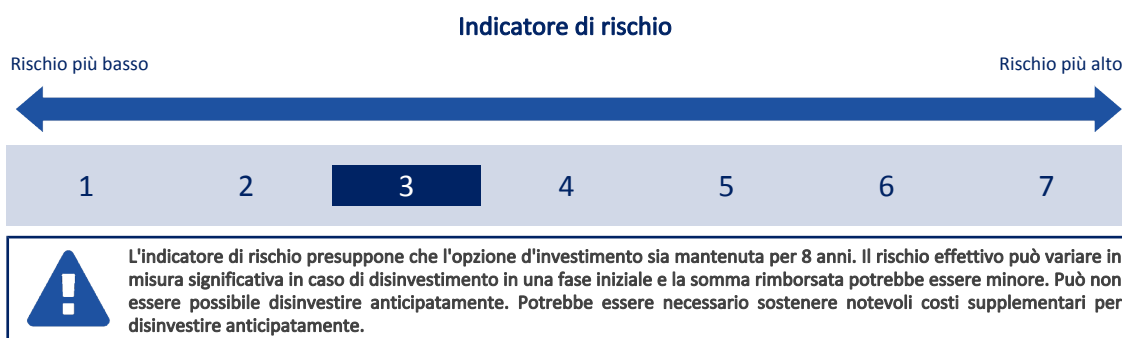 Indicatore di rischio
Rischio più basso
Rischio più alto
1 2 3 4 5 6 7
L'indicatore di rischio presuppone che l'opzione d'investimento sia mantenuta per 8 anni. Il rischio effettivo può variare in
misura significativa in caso di disinvestimento in una fase iniziale e la somma rimborsata potrebbe essere minore. Può non
essere possibile disinvestire anticipatamente. Potrebbe essere necessario sostenere notevoli costi supplementari per
disinvestire anticipatamente.